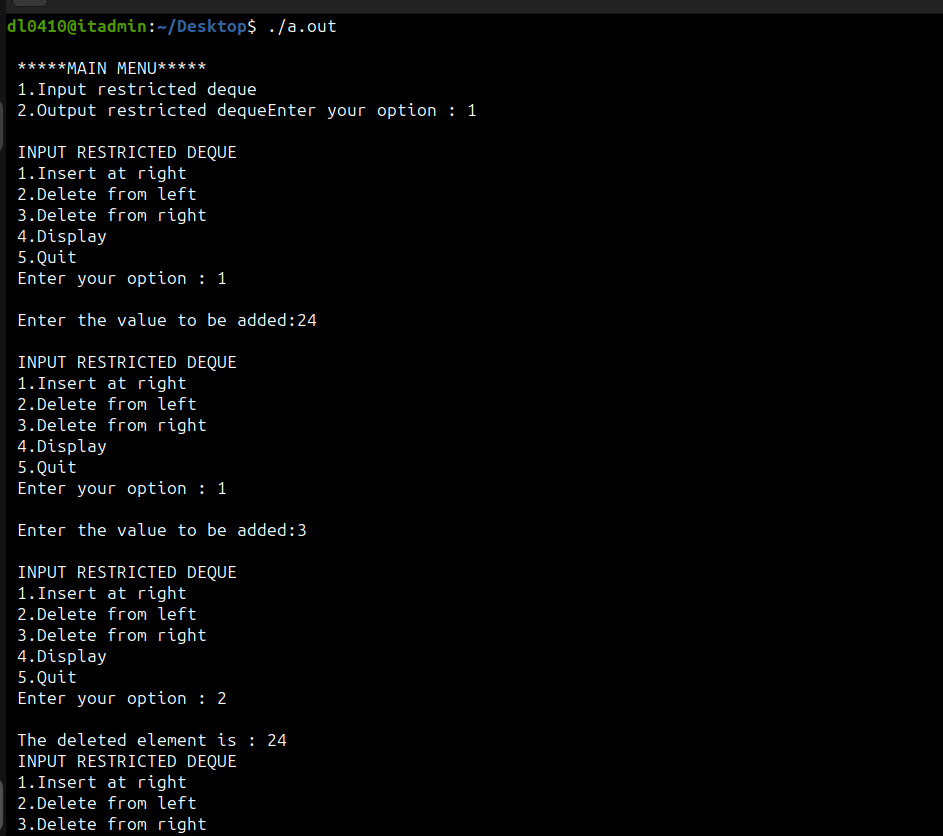 dl0410@itadmin:~/Desktop$ ./a.out
*****MAIN MENU*****
1.Input restricted deque
2.Output restricted dequeEnter your option : 1
INPUT RESTRICTED DEQUE
1.Insert at right
2.Delete from left
3.Delete from right
4.Display
5.Quit
Enter your option : 1
Enter the value to be added:24
INPUT RESTRICTED DEQUE
1.Insert at right
2.Delete from left
3.Delete from right
4.Display
5.Quit
Enter your option : 1
Enter the value to be added:3
INPUT RESTRICTED DEQUE
1.Insert at right
2.Delete from left
3.Delete from right
4.Display
5.Quit
Enter your option : 2
The deleted element is : 24
INPUT RESTRICTED DEQUE
1.Insert at right
2.Delete from left
3.Delete from right